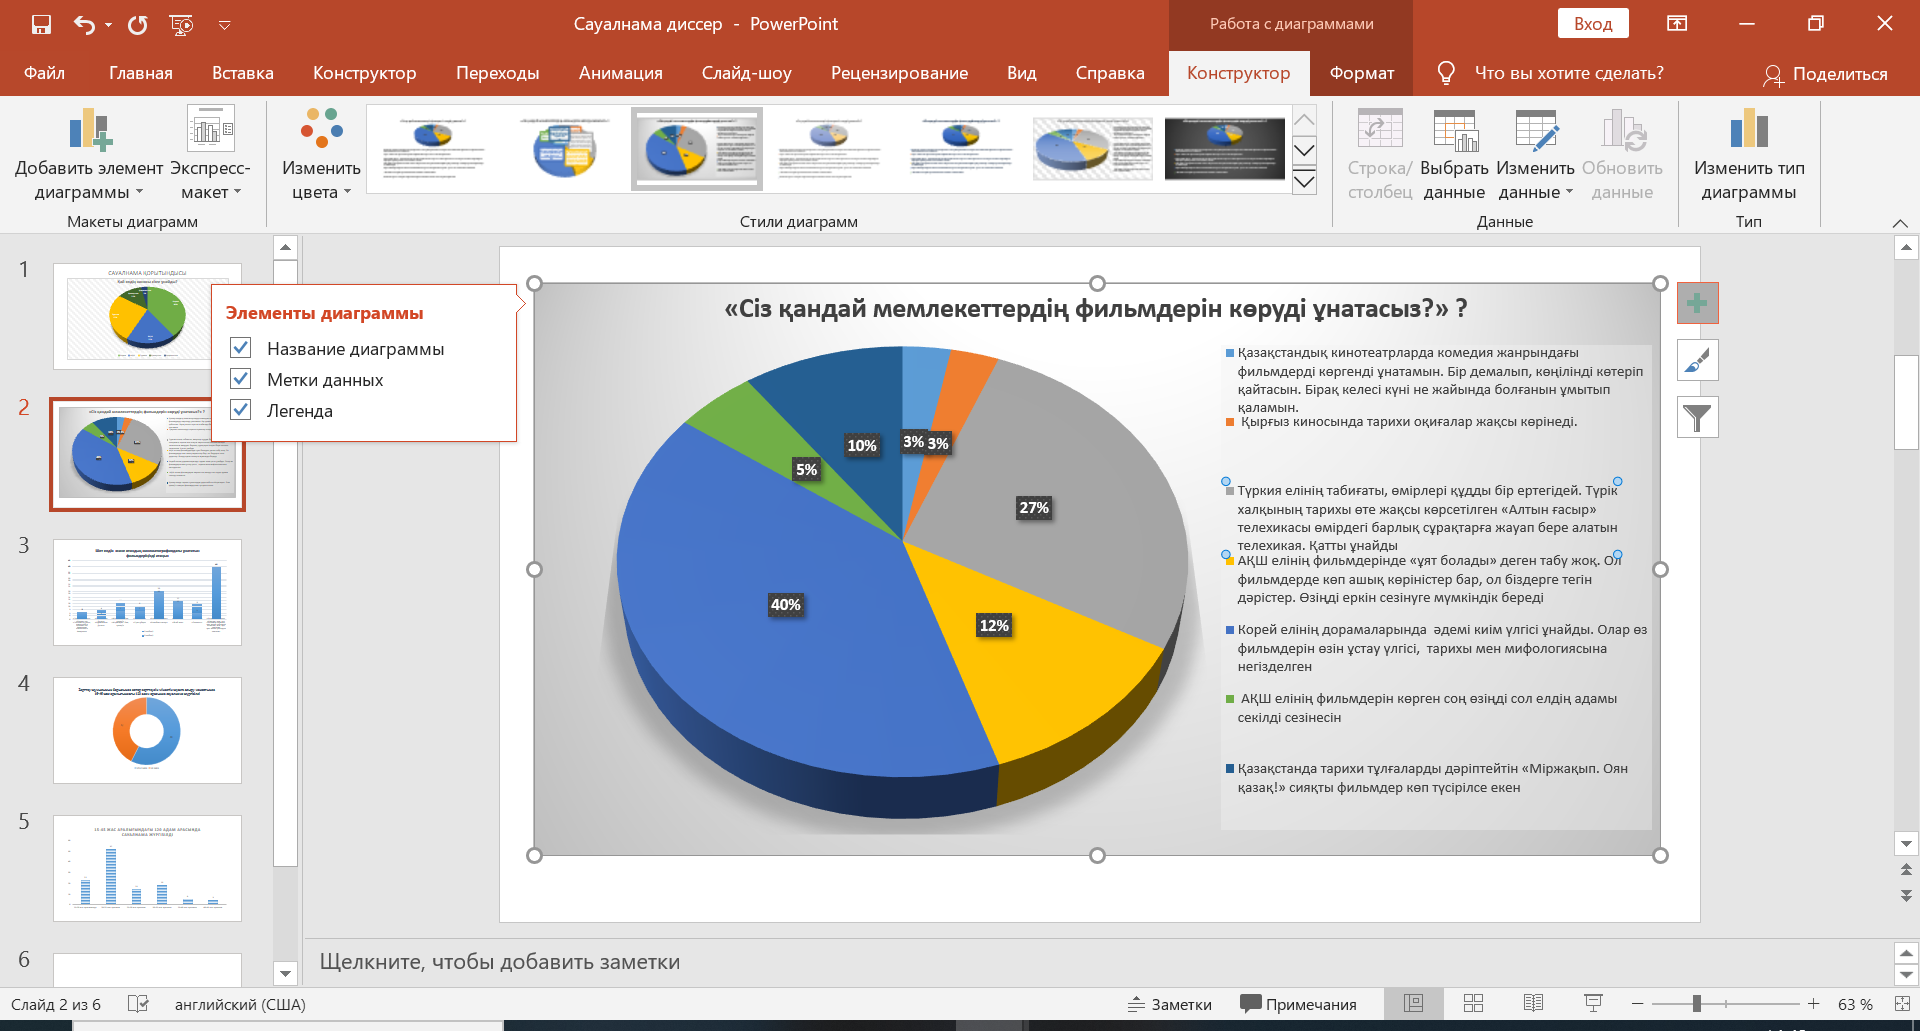 Сауалнама диссер - PowerPoint
Работа с диаграммами
Вход
Файл
Главная
Вставка
Конструктор
Переходы
Анимация
Слайд-шоу
Рецензирование
Вид
Справка
Конструктор
Формат
Что вы хотите сделать?
Поделиться
Добавить элемент
диаграммы
Экспресс-
макет
Изменить
цвета
Строка/
столбец
Выбрать
данные
Изменить
данные
Обновить
данные
Изменить тип
диаграммы
Макеты диаграмм
Стили диаграмм
Данные
Тип
1
САУАЛНАМА ҚОРЫТЫНДЫСЫ
2
3
4
5
6
Элементы диаграммы
Название диаграммы
Метки данных
Легенда
«Сіз қандай мемлекеттердің фильмдерін көруді ұнатасыз?» ?
10%
3%
3%
5%
27%
40%
12%
Қазақстандық кинотеатрларда комедия жанрындағы
фильмдерді көргенді ұнатамын. Бір демалып, көңілінді көтеріп
қайтасын. Бірақ келесі күні не жайында болғанын ұмытып
қаламын.
Қырғыз киносында тарихи оқиғалар жақсы көрінеді.
Түркия елінің табиғаты, өмірлері құдды бір ертегідей. Түрік
халқының тарихы өте жақсы көрсетілген «Алтын ғасыр»
телехикасы өмірдегі барлық сұрақтарға жауап бере алатын
телехикая. Қатты ұнайды
АҚШ елінің фильмдерінде «ұят болады» деген табу жоқ. Ол
фильмдерде көп ашық көріністер бар, ол біздерге тегін
дәрістер. Өзіңді еркін сезінуге мүмкіндік береді
Корей елінің дорамаларында әдемі киім үлгісі ұнайды. Олар өз
фильмдерін өзін ұстау үлгісі, тарихы мен мифологиясына
негізделген
АҚШ елінің фильмдерін көрген соң өзіңді сол елдің адамы
секілді сезінесін
Қазақстанда тарихи тұлғаларды дәріптейтін «Міржақып. Оян
қазақ!» сияқты фильмдер көп түсірілсе екен
Щелкните, чтобы добавить заметки
Слайд 2 из 6
английский (США)
Заметки
Примечания
63 %